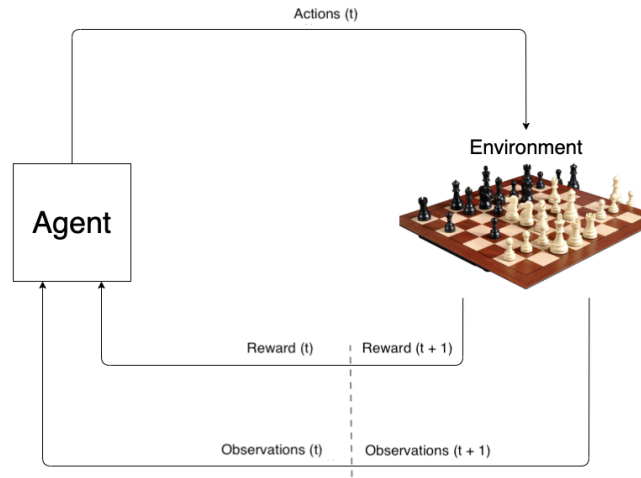 Actions (t)
Environment
Agent
Reward (t)
Reward (t + 1)
Observations (t)
Observations (t + 1)